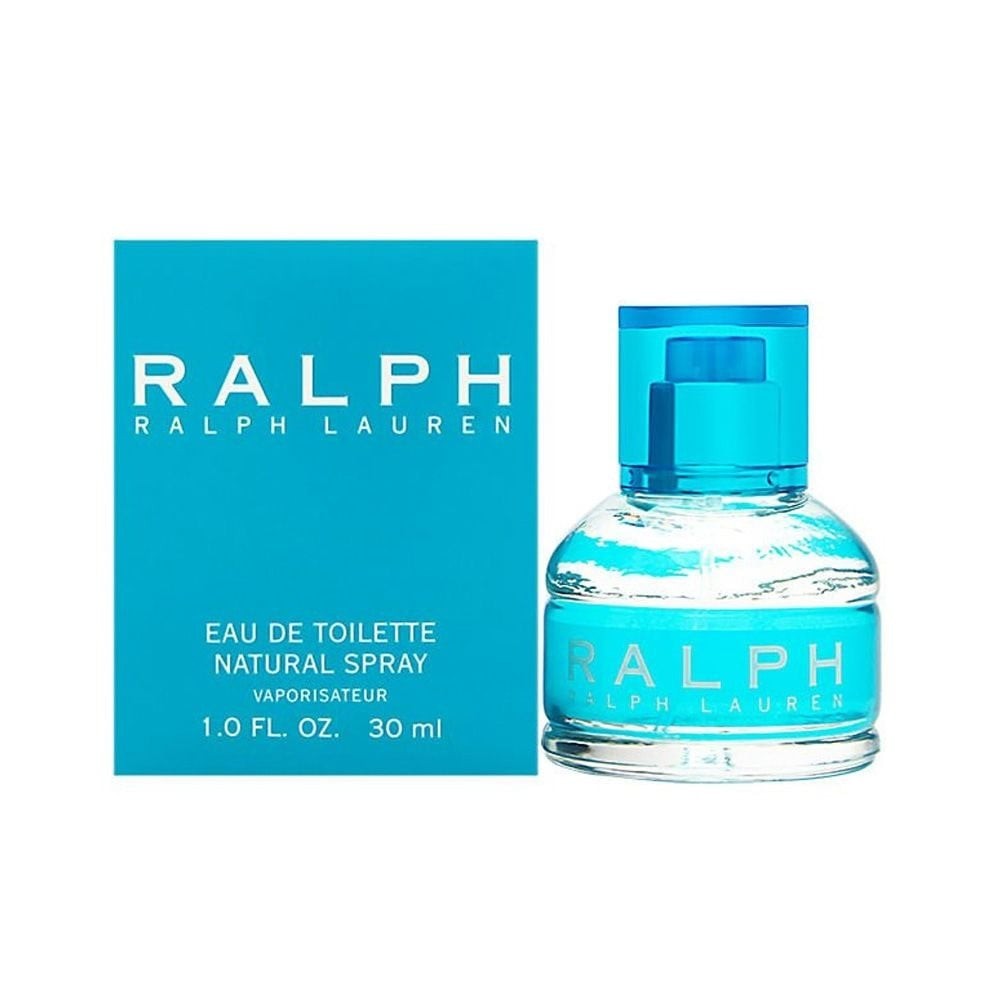 RALPH
RALPH LAUREN
EAU DE TOILETTE
NATURAL SPRAY
VAPORISATEUR
1.0 FL. OZ. 30 ml
RALPH
RALPH LAUREN